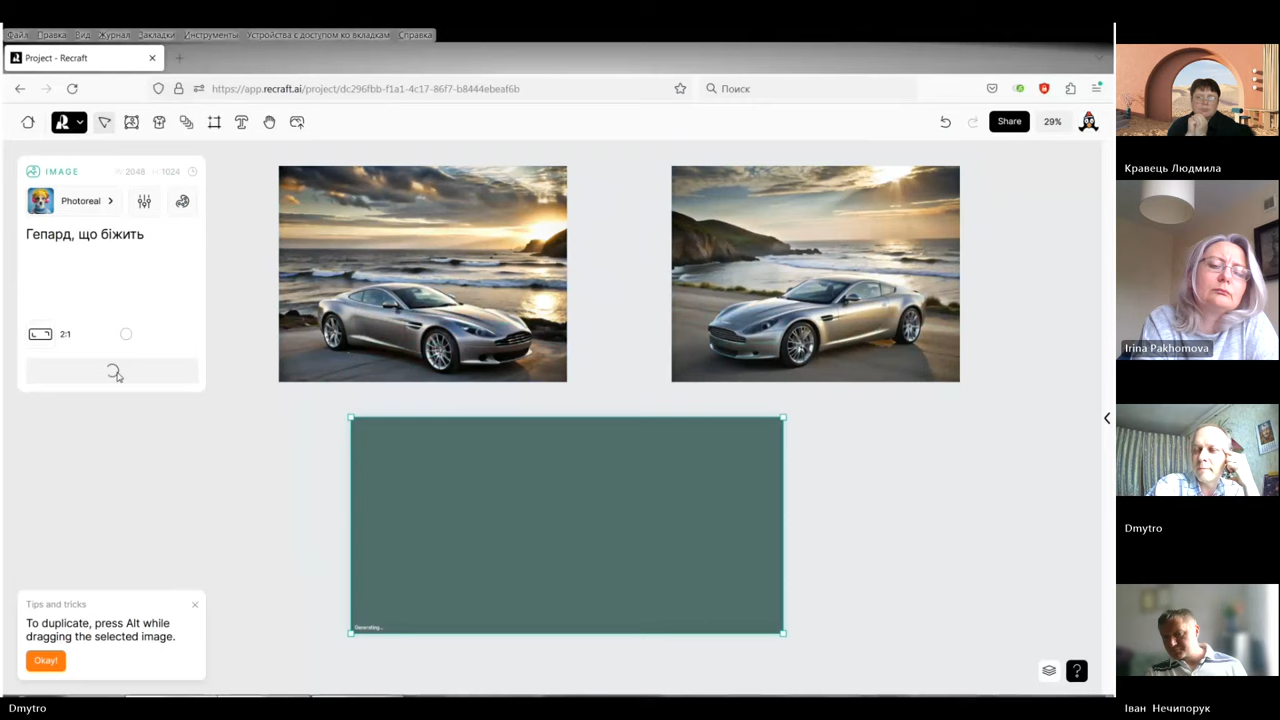 Файл Правка Вид Журнал Закладки Инструменты Устройства с доступом ко вкладкам Справка
Project - Recraft
https://app.recraft.ai/project/dc296fbb-f1a1-4c17-86f7-b8444ebeaf6b
Поиск
Share
29%
IMAGE
W 2048 H 1024
Photoreal
Гепард, що біжить
2:1
Generating...
Tips and tricks
To duplicate, press Alt while
dragging the selected image.
Okay!
?
Кравець Людмила
Irina Pakhomova
Dmytro
Іван Нечипорук
Dmytro